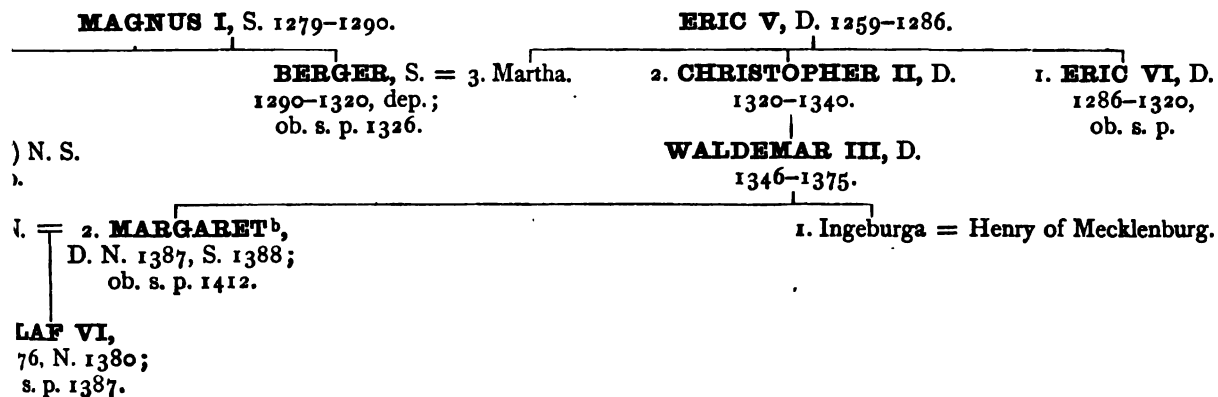 MAGNUS I, S. 1279–1290. ERIC V, D. 1259–1286.
BERGER, S. = 3. Martha. 2. CHRISTOPHER II, D. 1. ERIC VI, D.
1290–1320, dep.; 1320–1340. 1286–1320,
ob. s. p. 1326. ob. s. p.
) N. S. WALDEMAR III, D.
). 1346–1375.
I. = 2. MARGARET b, 1. Ingeburga = Henry of Mecklenburg.
D. N. 1387, S. 1388;
ob. s. p. 1412.
LAF VI,
76, N. 1380;
s. p. 1387.